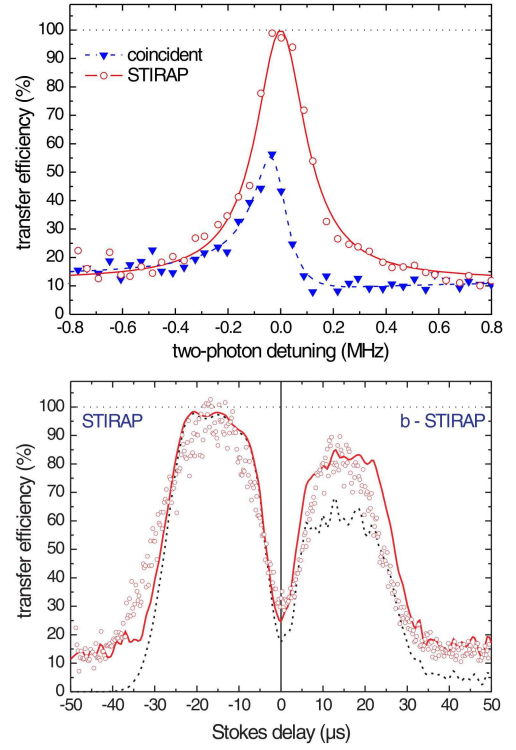 100
90
80
70
60
50
40
30
20
10
0
transfer efficiency (%)
coincident
STIRAP
-0.8 -0.6 -0.4 -0.2 0.0 0.2 0.4 0.6 0.8
two-photon detuning (MHz)
100
90
80
70
60
50
40
30
20
10
0
transfer efficiency (%)
STIRAP b - STIRAP
-50 -40 -30 -20 -10 0 10 20 30 40 50
Stokes delay (µs)